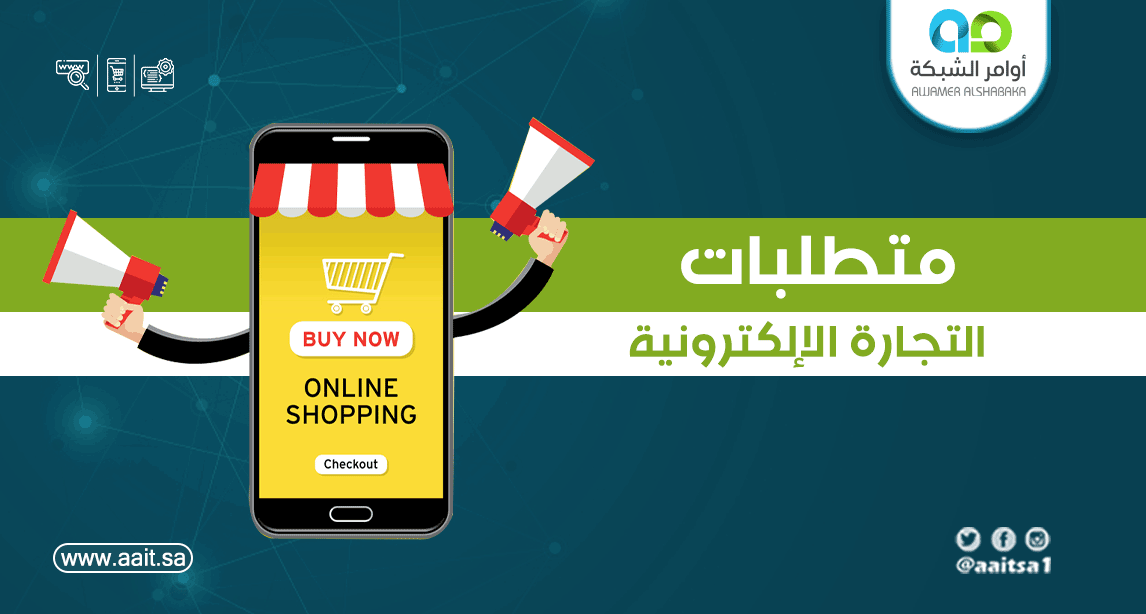 أوامر الشبكة
AWAMER ALSHABAKA
WWW
متطلبات
التجارة الإلكترونية
BUY NOW
ONLINE
SHOPPING
Checkout
www.aait.sa
@aaitsa1